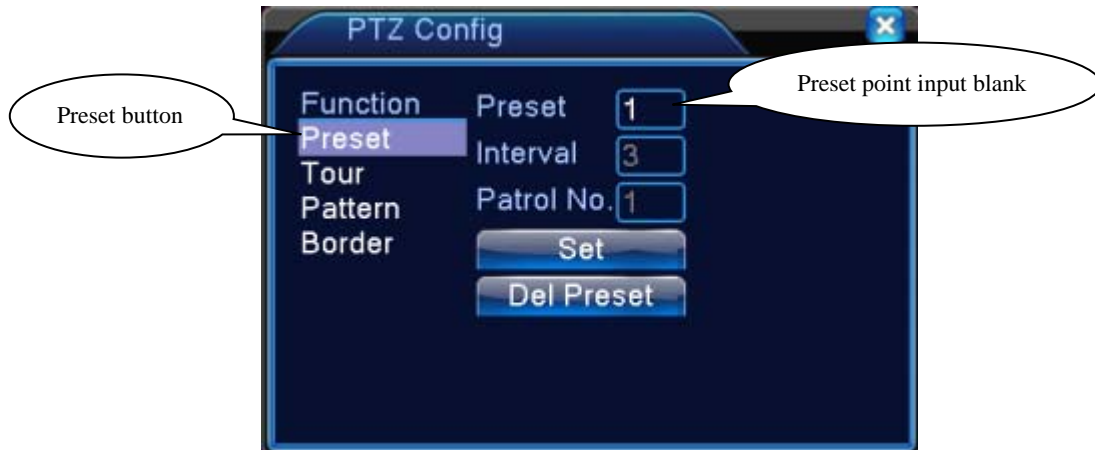 PTZ Config
Preset point input blank
Preset button
Function
Preset
Tour
Pattern
Border
Preset 1
Interval 3
Patrol No. 1
Set
Del Preset